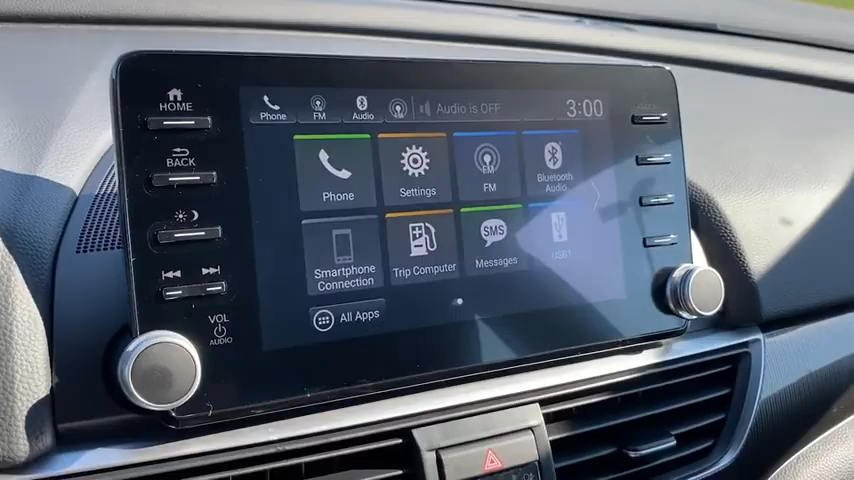 HOME
BACK
VOL
AUDIO
Phone
FM
Audio
Audio is OFF
3:00
Phone
Settings
FM
FM
Bluetooth
Audio
Smartphone
Connection
Trip Computer
SMS
Messages
USB1
All Apps